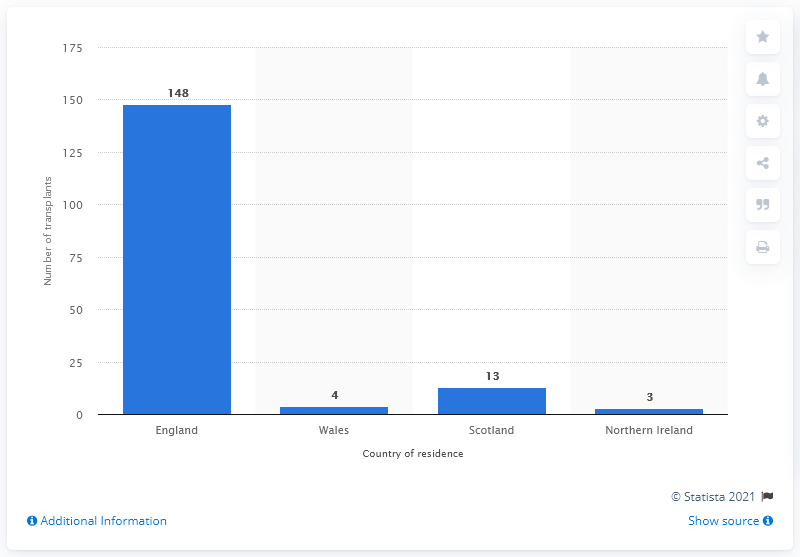 175
150
125
100
75
50
25
0
Number of transplants
148
4
13
3
England
Wales
Scotland
Northern Ireland
Country of residence
© Statista 2021
Additional Information
Show source